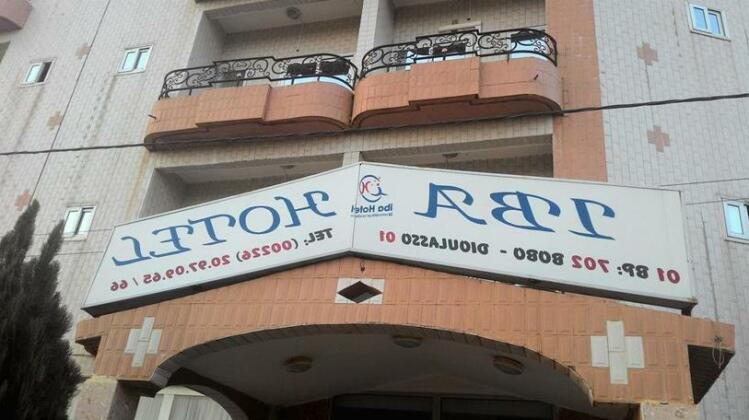 IBA HOTEL
Iba Hotel
01 BP: 702 BOBO - DIOULASSO 01
TEL: (00226) 20.97.09.65 / 66